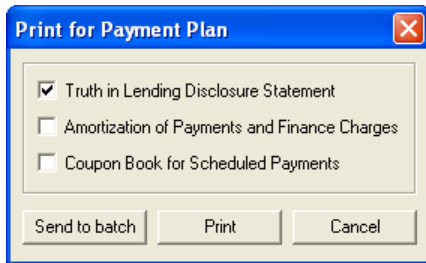 Print for Payment Plan
Truth in Lending Disclosure Statement
Amortization of Payments and Finance Charges
Coupon Book for Scheduled Payments
Send to batch Print Cancel